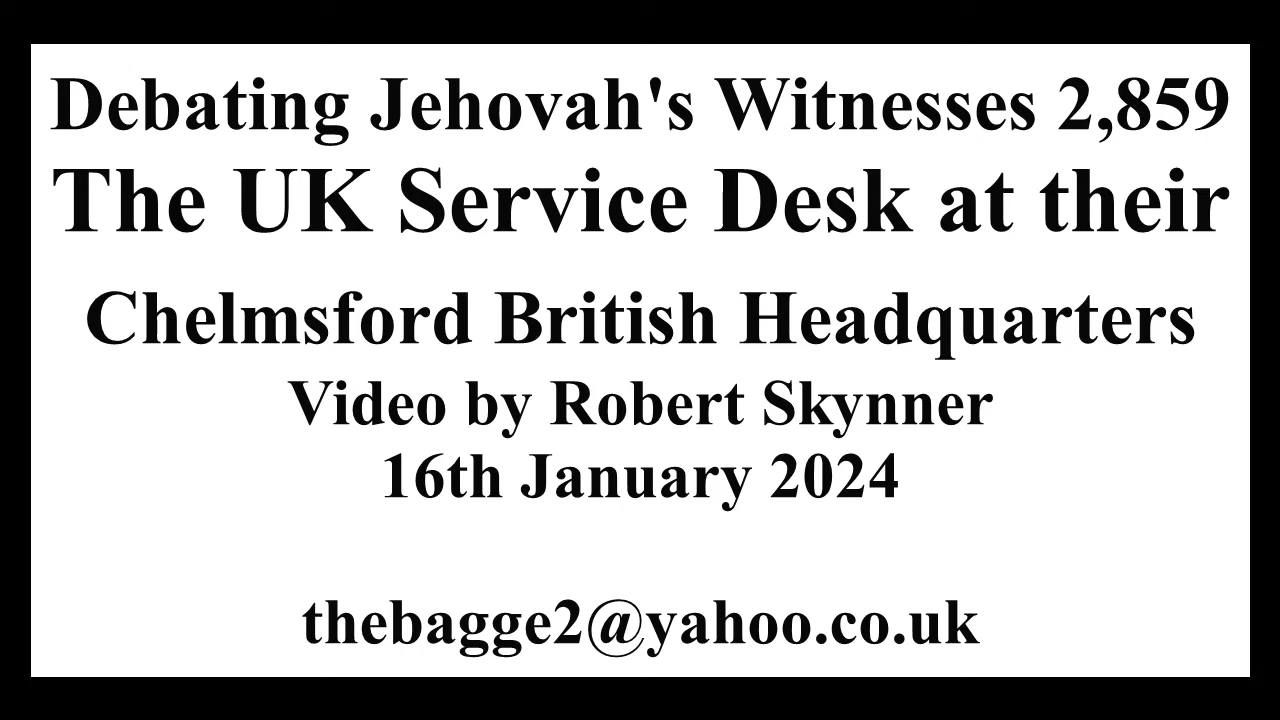 Debating Jehovah's Witnesses 2,859
The UK Service Desk at their
Chelmsford British Headquarters
Video by Robert Skynner
16th January 2024
thebagge2@yahoo.co.uk